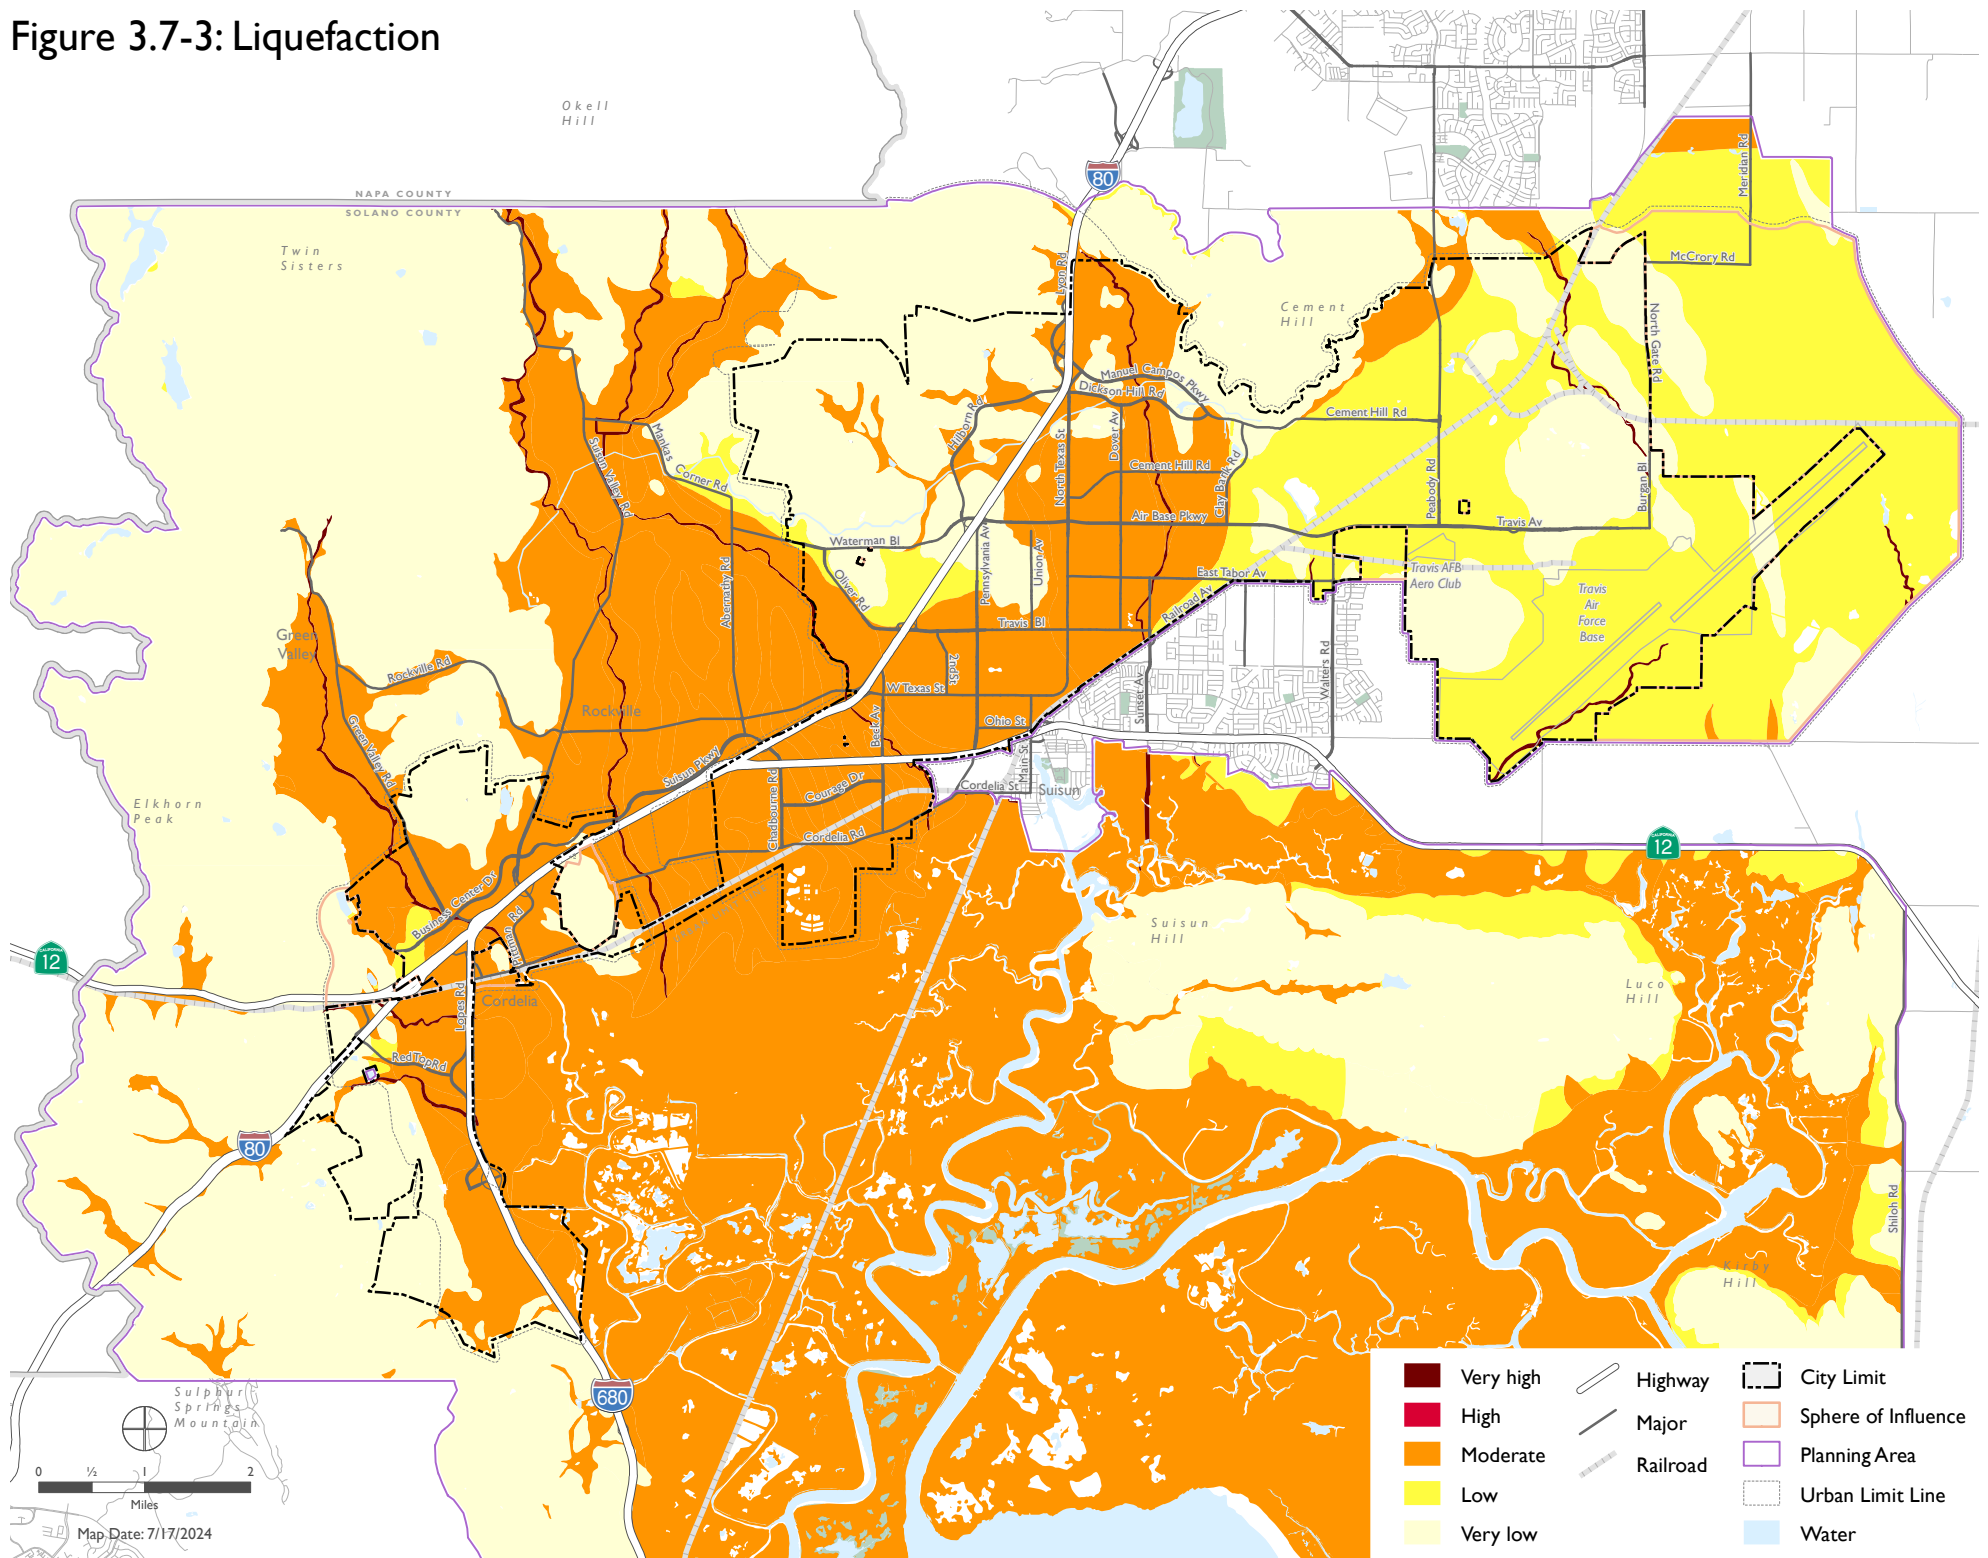 Figure 3.7-3: Liquefaction
Okell
Hill
80
NAPA COUNTY
SOLANO COUNTY
Twin
Sisters
Meridian Rd
McCrory Rd
Lyon Rd
Cement
Hill
North Gate Rd
Manuel Campos Pkwy
Dickson Hill Rd
Hilborn Rd
Dover Av
North Texas St
Cement Hill Rd
Mankas
Corner Rd
Suisun Valley Rd
Cement Hill Rd
Clay Bank Rd
Peabody Rd
Burgan Bl
Air Base Pkwy
Travis Av
Waterman Bl
Pennsylvania Av
Union Av
Oliver Rd
Abernathy Rd
East Tabor Av
Railroad Av
Travis AFB
Aero Club
Travis
Air
Force
Base
Travis Bl
Green
Valley
Rockville Rd
2nd St
W Texas St
Walters Rd
Sunset Av
Rockville
Green Valley Rd
Beck Av
Ohio St
Main St
Suisun Pkwy
Chadbourne Rd
Courage Dr
Cordelia St
Suisun
Elkhorn
Peak
Cordelia Rd
12
Business Center Dr
Pittman Rd
Suisun
Hill
12
Cordelia
Lopes Rd
Luco
Hill
Red Top Rd
80
Shiloh Rd
Kirby
Hill
680
Sulphur
Springs
Mountain
0 ½ 1 2
Miles
Map Date: 7/17/2024
Very high
High
Moderate
Low
Very low
Highway
Major
Railroad
City Limit
Sphere of Influence
Planning Area
Urban Limit Line
Water